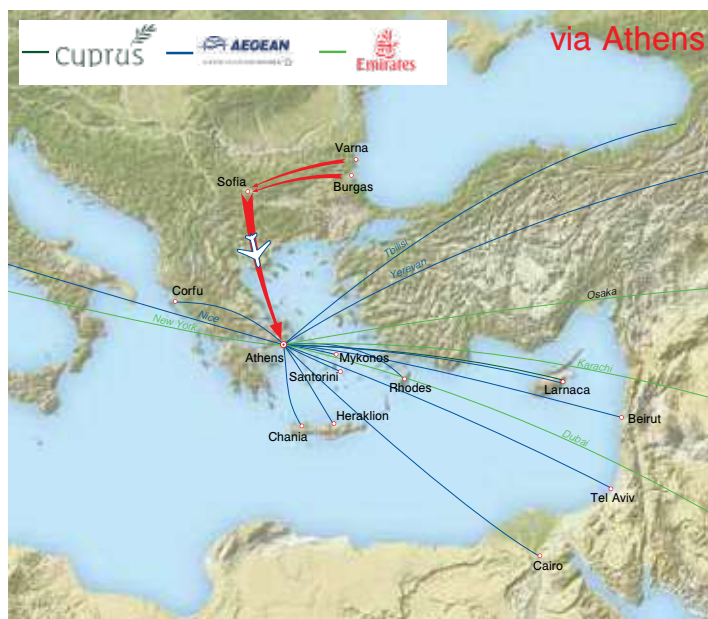 CYPRUS
AEGEAN
Emirates
via Athens
Varna
Sofia
Burgas
Tbilisi
Yerevan
Corfu
Osaka
Nice
New York
Athens
Mykonos
Karachi
Santorini
Rhodes
Larnaca
Heraklion
Beirut
Chania
Dubai
Tel Aviv
Cairo